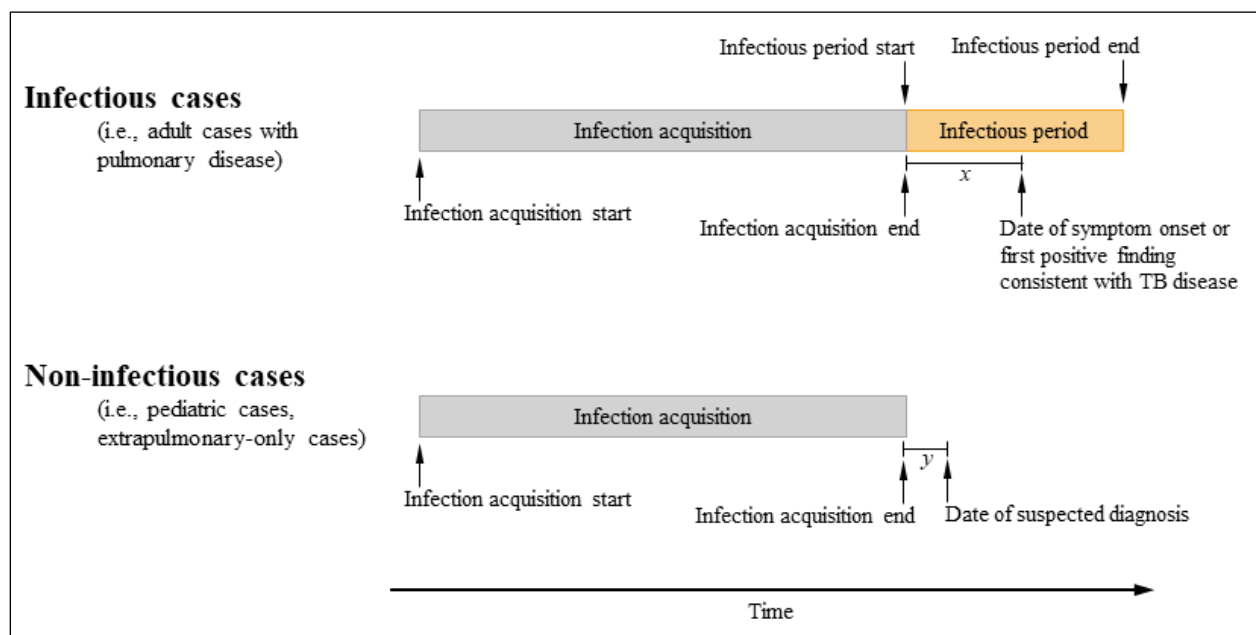 Infectious period start
Infectious period end
Infectious cases
(i.e., adult cases with
pulmonary disease)
Infection acquisition
Infectious period
x
Infection acquisition start
Infection acquisition end
Date of symptom onset or
first positive finding
consistent with TB disease
Non-infectious cases
(i.e., pediatric cases,
extrapulmonary-only cases)
Infection acquisition
y
Infection acquisition start
Infection acquisition end
Date of suspected diagnosis
Time